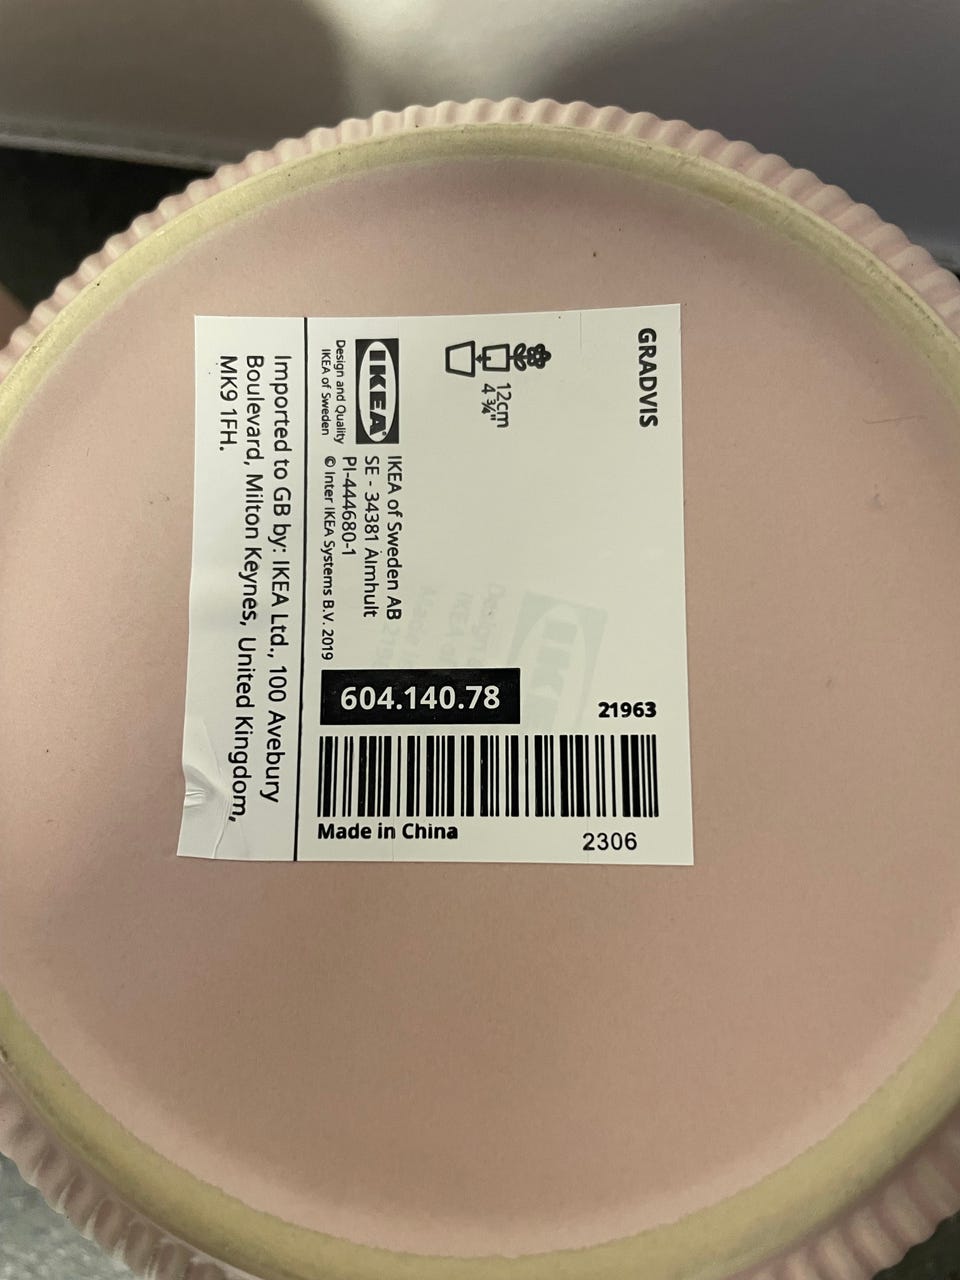 GRADVIS
12cm
4 ¾"
IKEA®
Design and Quality
IKEA of Sweden
IKEA of Sweden AB
SE - 34381 Älmhult
PI-444680-1
© Inter IKEA Systems B.V. 2019
604.140.78
21963
Made in China
2306
Imported to GB by: IKEA Ltd., 100 Avebury
Boulevard, Milton Keynes, United Kingdom,
MK9 1FH.